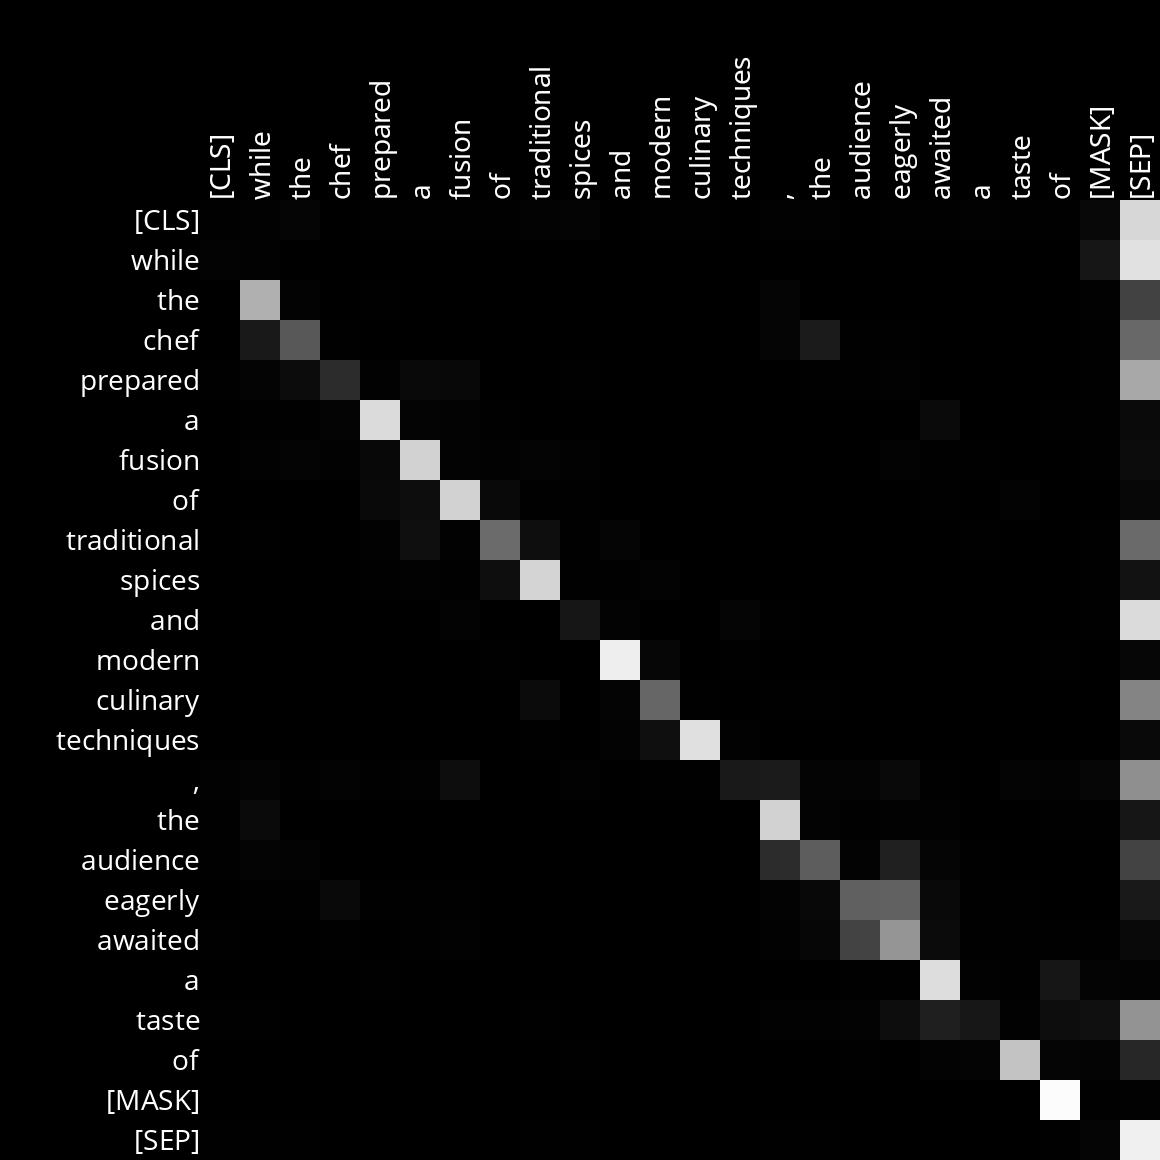 [CLS]
while
the
chef
prepared
a
fusion
of
traditional
spices
and
modern
culinary
techniques
,
the
audience
eagerly
awaited
a
taste
of
[MASK]
[SEP]
[CLS]
while
the
chef
prepared
a
fusion
of
traditional
spices
and
modern
culinary
techniques
,
the
audience
eagerly
awaited
a
taste
of
[MASK]
[SEP]